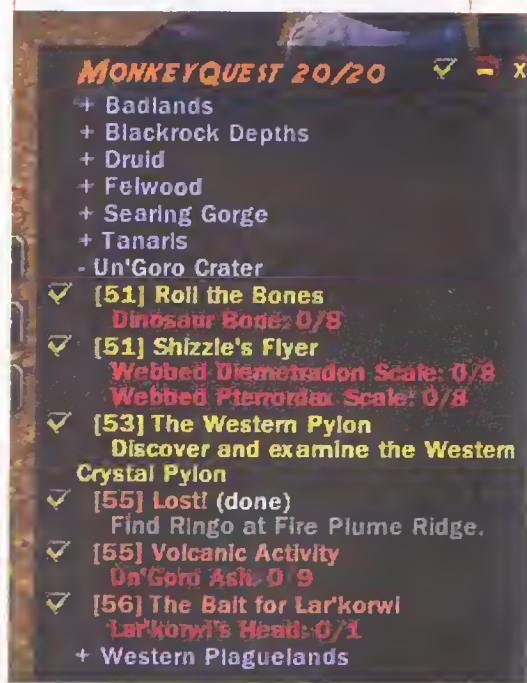 MONKEYQUEST 20/20 X
+ Badlands
+ Blackrock Depths
+ Druid
+ Felwood
+ Searing Gorge
+ Tanaris
- Un'Goro Crater
[51] Roll the Bones
Dinosaur Bone: 0/8
[51] Shizzle's Flyer
Webbed Diemetradon Scale: 0/8
Webbed Pterrordax Scale: 0/8
[53] The Western Pylon
Discover and examine the Western
Crystal Pylon
[55] Lost! (done)
Find Ringo at Fire Plume Ridge.
[55] Volcanic Activity
Un'Goro Ash: 0/9
[56] The Bait for Lar'korwi
Lar'korwi's Head: 0/1
+ Western Plaguelands